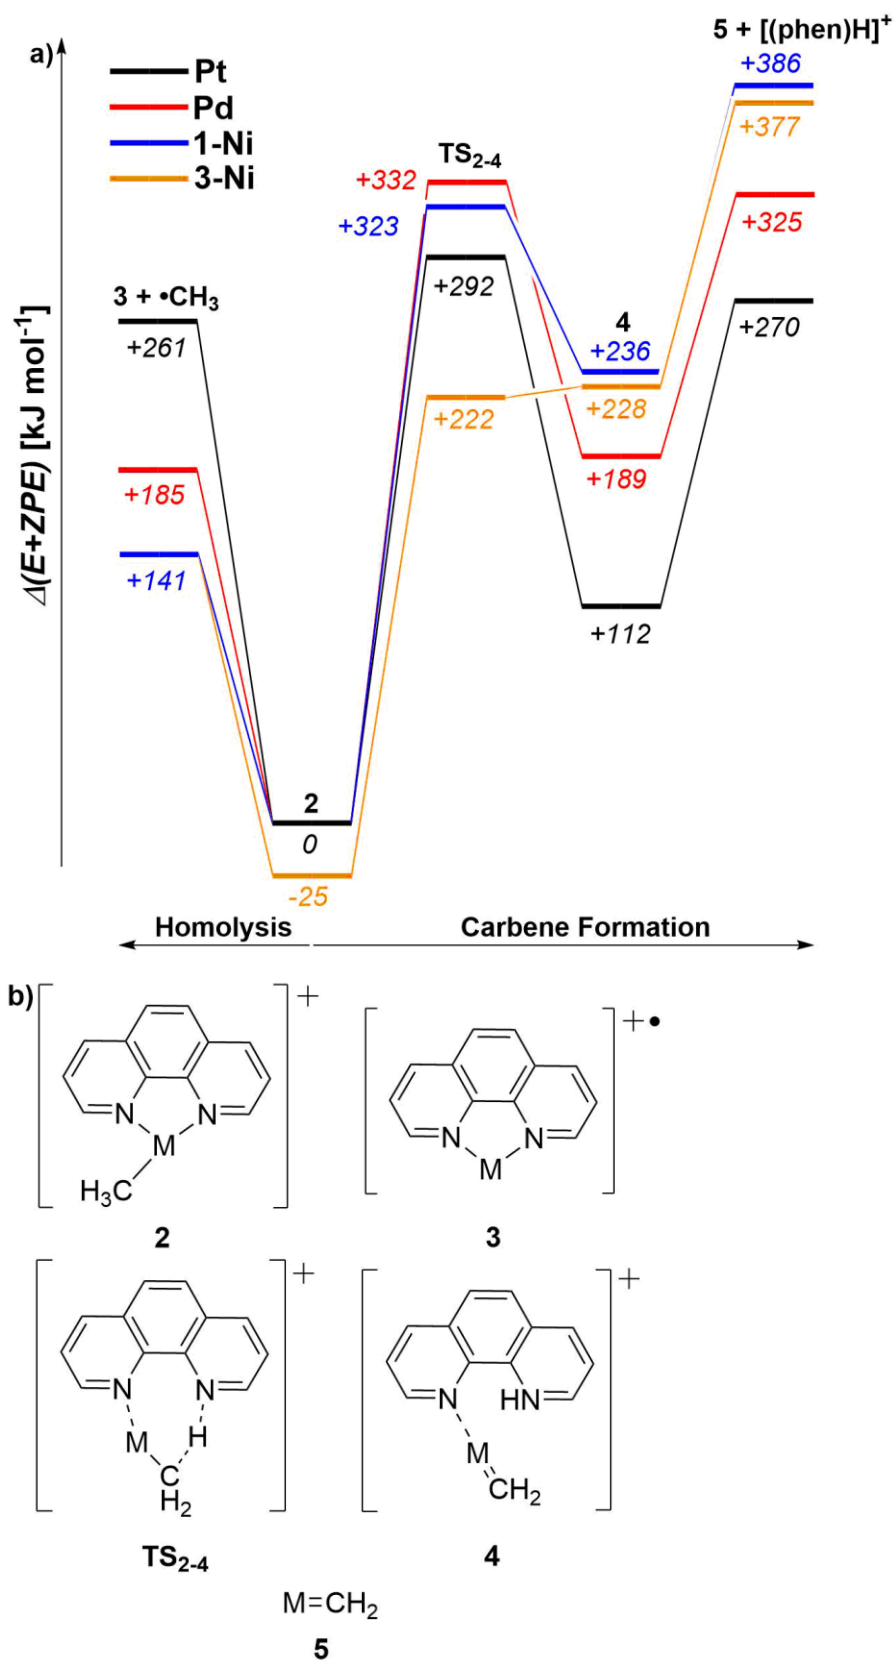 a)
Pt
Pd
1-Ni
3-Ni
Δ(E+ZPE) [kJ mol⁻¹]
5 + [(phen)H]⁺
+386
+377
+325
+270
TS₂₋₄
+332
+323
+292
+222
3 + •CH₃
+261
+185
+141
4
+236
+228
+189
+112
2
0
-25
Homolysis
Carbene Formation
b)
+
N
N
M
H₃C
2
+•
N
N
M
3
+
N
N
M
H
C
H₂
TS₂₋₄
+
N
HN
M
CH₂
4
M=CH₂
5